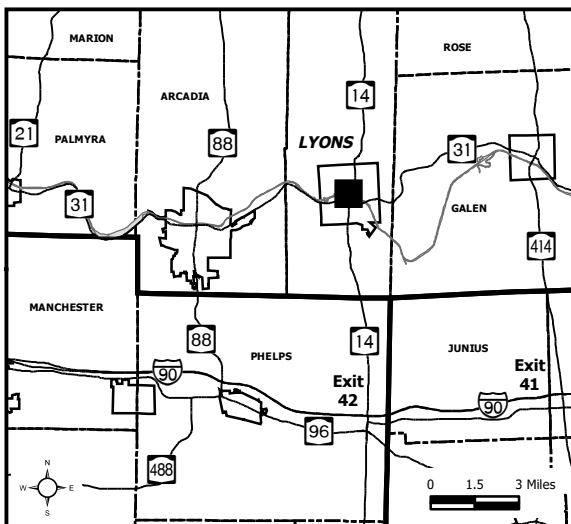 MARION
ROSE
ARCADIA
14
21
PALMYRA
88
LYONS
31
31
GALEN
414
MANCHESTER
88
PHELPS
14
JUNIUS
90
Exit
42
Exit
41
90
96
488
N
W
E
S
0 1.5 3 Miles